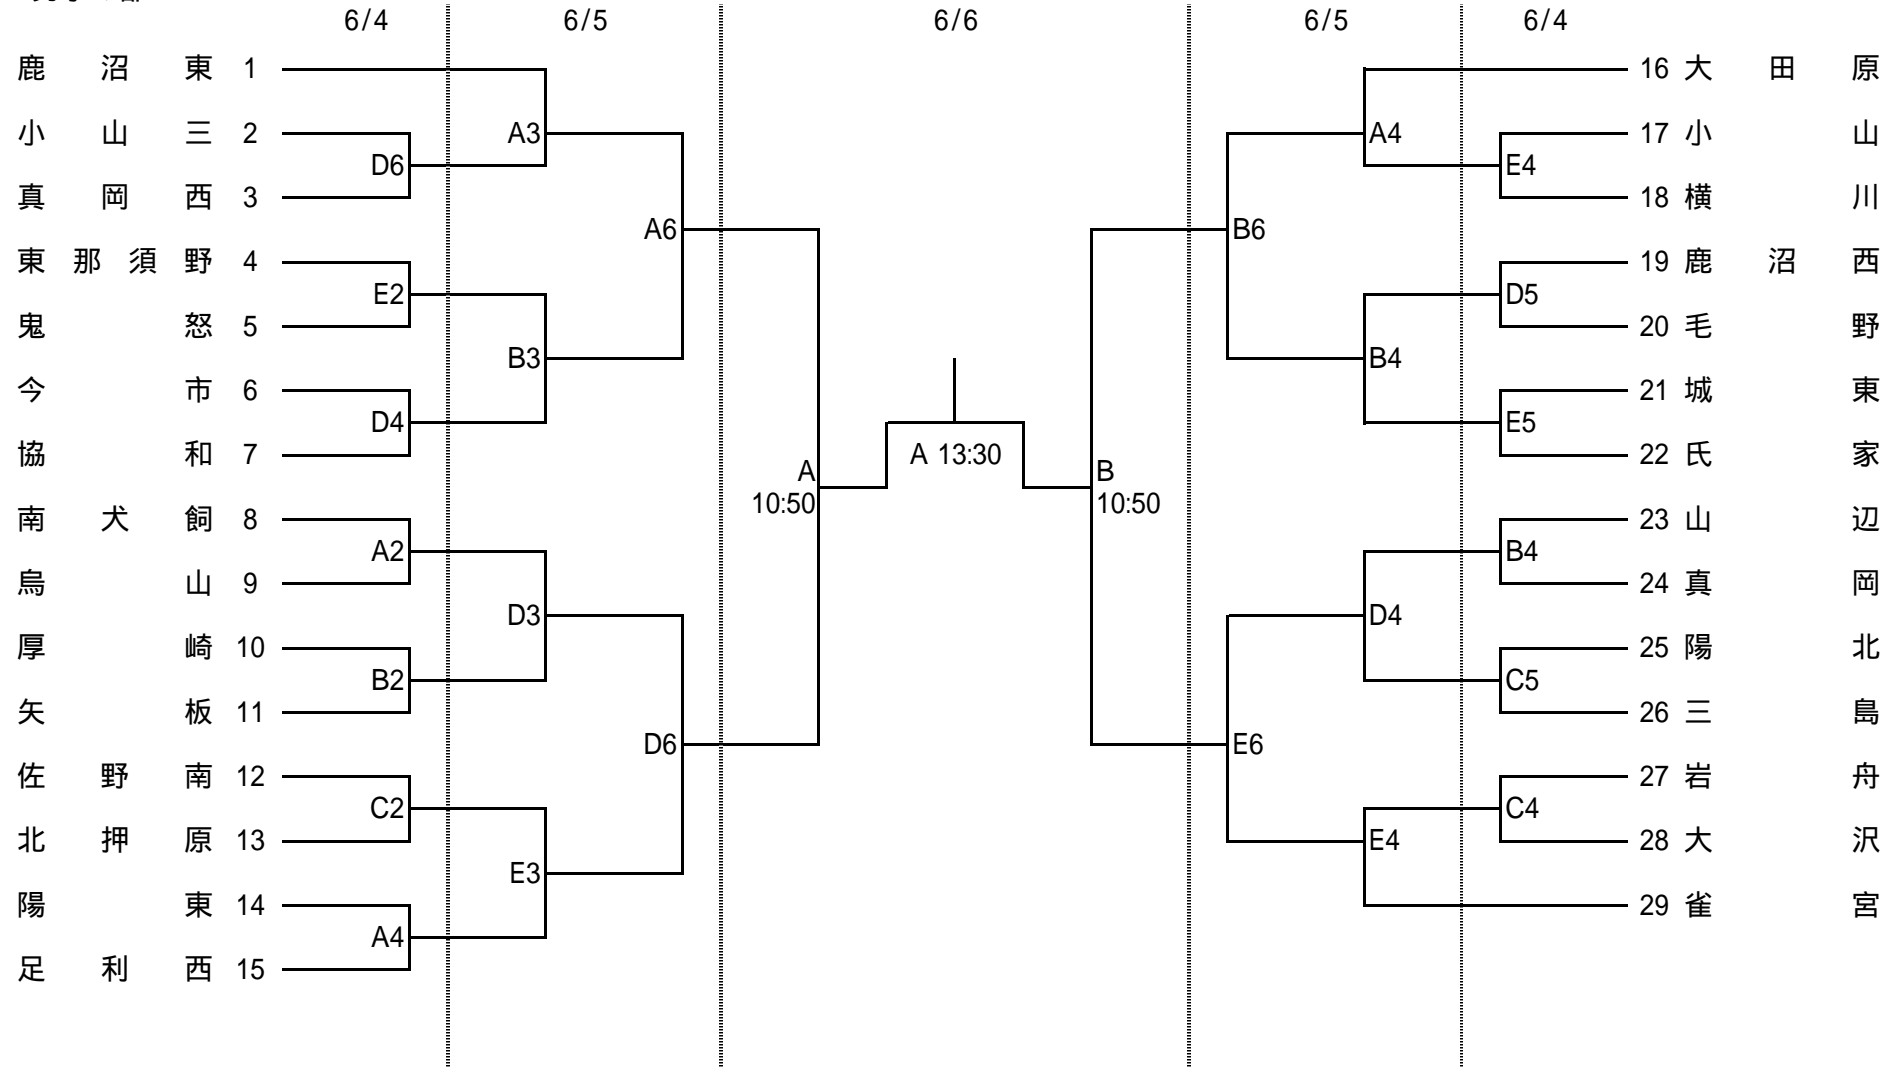 6/4 6/5 6/6 6/5 6/4
鹿沼東 1 16 大田原
小山三 2 A3 A4 17 小山
D6 E4
真岡西 3 18 横川
A6 B6
東那須野 4 19 鹿沼西
E2 D5
鬼怒 5 20 毛野
B3 B4
今市 6 21 城東
D4 E5
協和 7 A 13:30 22 氏家
A B
10:50 10:50
南犬飼 8 23 山辺
A2 B4
烏山 9 24 真岡
D3 D4
厚崎 10 25 陽北
B2 C5
矢板 11 26 三島
D6 E6
佐野南 12 27 岩舟
C2 C4
北押原 13 E4 28 大沢
E3
陽東 14 29 雀宮
A4
足利西 15